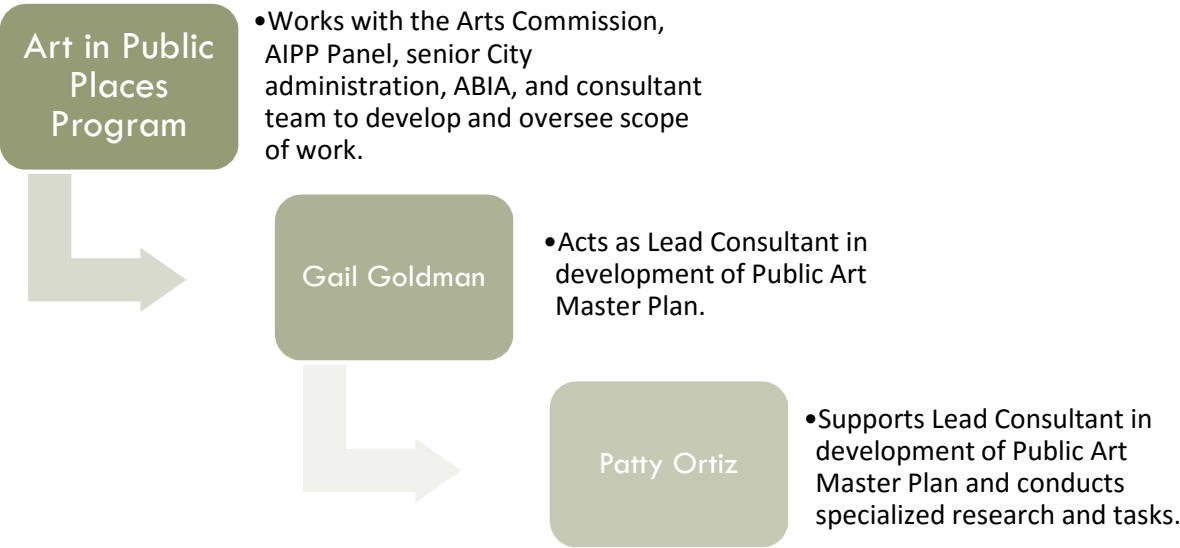 Art in Public
Places
Program
•Works with the Arts Commission,
AIPP Panel, senior City
administration, ABIA, and consultant
team to develop and oversee scope
of work.
Gail Goldman
•Acts as Lead Consultant in
development of Public Art
Master Plan.
Patty Ortiz
•Supports Lead Consultant in
development of Public Art
Master Plan and conducts
specialized research and tasks.